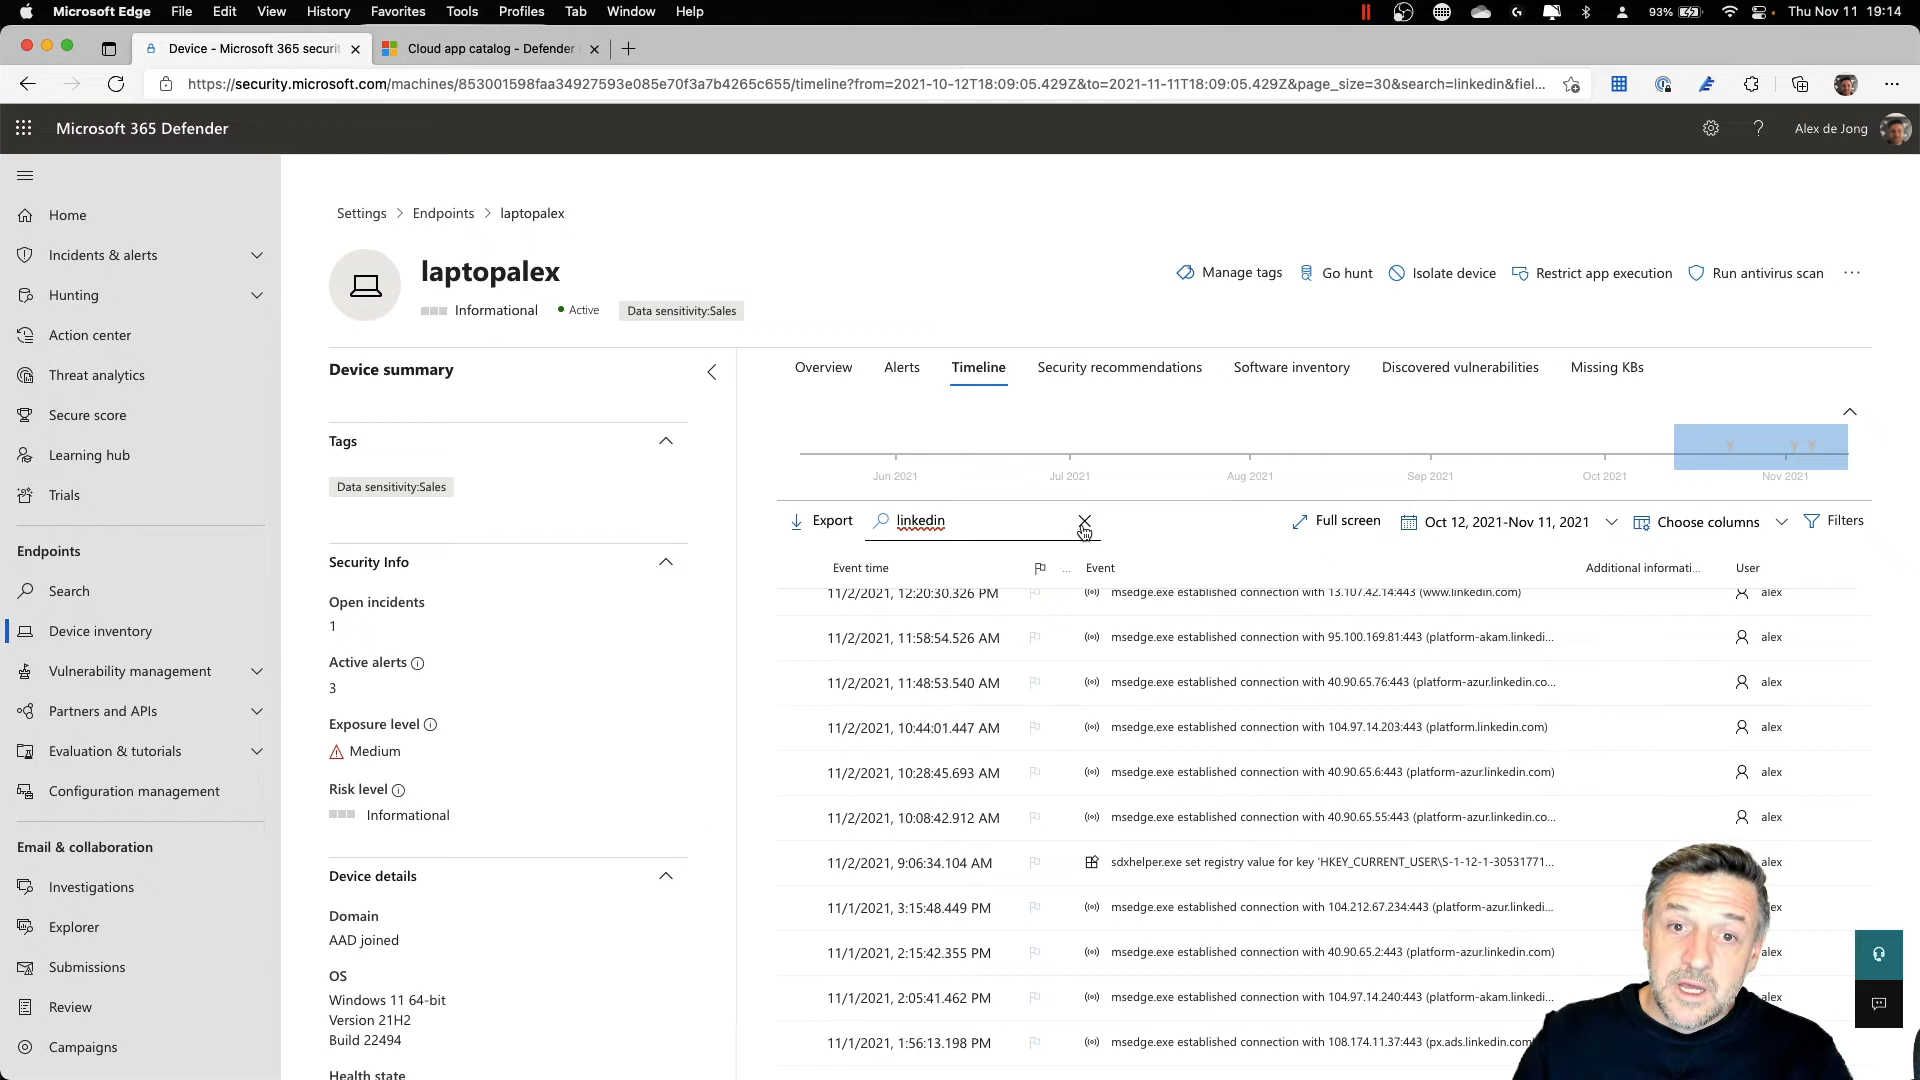 Microsoft Edge File Edit View History Favorites Tools Profiles Tab Window Help 93% Thu Nov 11 19:14
Device - Microsoft 365 securit Cloud app catalog - Defender
https://security.microsoft.com/machines/853001598faa34927593e085e70f3a7b4265c655/timeline?from=2021-10-12T18:09:05.429Z&to=2021-11-11T18:09:05.429Z&page_size=30&search=linkedin&fiel...
Microsoft 365 Defender
Alex de Jong
Home
Incidents & alerts
Hunting
Action center
Threat analytics
Secure score
Learning hub
Trials
Endpoints
Search
Device inventory
Vulnerability management
Partners and APIs
Evaluation & tutorials
Configuration management
Email & collaboration
Investigations
Explorer
Submissions
Review
Campaigns
Settings > Endpoints > laptopalex
laptopalex
Informational Active Data sensitivity:Sales
Manage tags Go hunt Isolate device Restrict app execution Run antivirus scan ...
Device summary
Tags
Data sensitivity:Sales
Security Info
Open incidents
1
Active alerts
3
Exposure level
Medium
Risk level
Informational
Device details
Domain
AAD joined
OS
Windows 11 64-bit
Version 21H2
Build 22494
Health state
Overview Alerts Timeline Security recommendations Software inventory Discovered vulnerabilities Missing KBs
Jun 2021 Jul 2021 Aug 2021 Sep 2021 Oct 2021 Nov 2021
Export linkedin Full screen Oct 12, 2021-Nov 11, 2021 Choose columns Filters
Event time ... Event Additional informati... User
11/2/2021, 12:20:30.326 PM msedge.exe established connection with 13.107.42.14:443 (www.linkedin.com) alex
11/2/2021, 11:58:54.526 AM msedge.exe established connection with 95.100.169.81:443 (platform-akam.linkedi... alex
11/2/2021, 11:48:53.540 AM msedge.exe established connection with 40.90.65.76:443 (platform-azur.linkedin.co... alex
11/2/2021, 10:44:01.447 AM msedge.exe established connection with 104.97.14.203:443 (platform.linkedin.com) alex
11/2/2021, 10:28:45.693 AM msedge.exe established connection with 40.90.65.6:443 (platform-azur.linkedin.com) alex
11/2/2021, 10:08:42.912 AM msedge.exe established connection with 40.90.65.55:443 (platform-azur.linkedin.co... alex
11/2/2021, 9:06:34.104 AM sdxhelper.exe set registry value for key 'HKEY_CURRENT_USER\S-1-12-1-30531771... alex
11/1/2021, 3:15:48.449 PM msedge.exe established connection with 104.212.67.234:443 (platform-azur.linkedi... lex
11/1/2021, 2:15:42.355 PM msedge.exe established connection with 40.90.65.2:443 (platform-azur.linkedin.com) alex
11/1/2021, 2:05:41.462 PM msedge.exe established connection with 104.97.14.240:443 (platform-akam.linkedi... alex
11/1/2021, 1:56:13.198 PM msedge.exe established connection with 108.174.11.37:443 (px.ads.linkedin.com alex